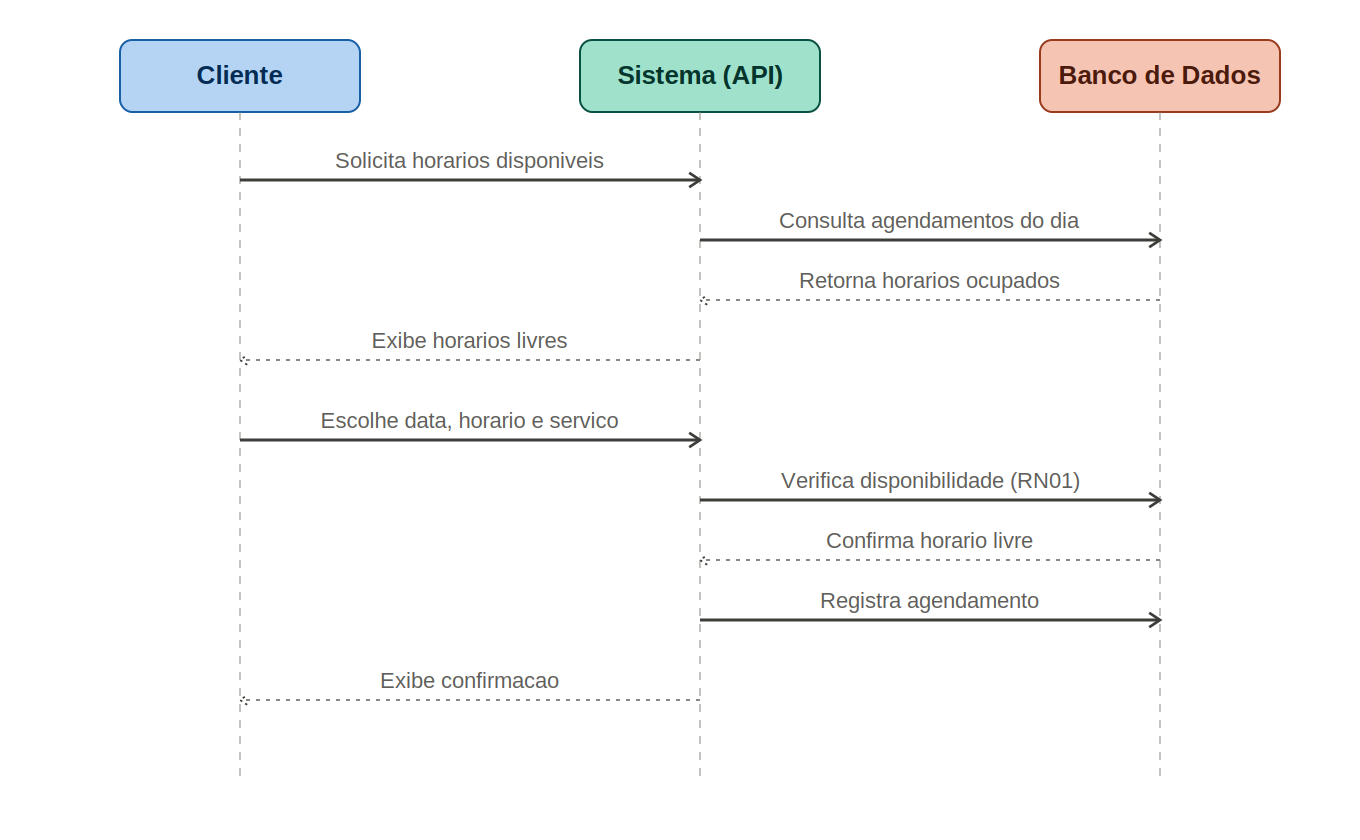 Cliente
Sistema (API)
Banco de Dados
Solicita horarios disponiveis
Consulta agendamentos do dia
Retorna horarios ocupados
Exibe horarios livres
Escolhe data, horario e servico
Verifica disponibilidade (RN01)
Confirma horario livre
Registra agendamento
Exibe confirmacao